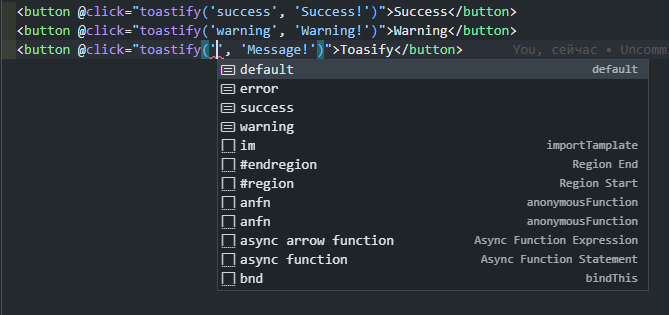 <button @click="toastify('success', 'Success!')">Success</button>
<button @click="toastify('warning', 'Warning!')">Warning</button>
<button @click="toastify('', 'Message!')">Toasify</button> You, сейчас • Uncomm
default default
error
success
warning
im importTamplate
#endregion Region End
#region Region Start
anfn anonymousFunction
anfn anonymousFunction
async arrow function Async Function Expression
async function Async Function Statement
bnd bindThis